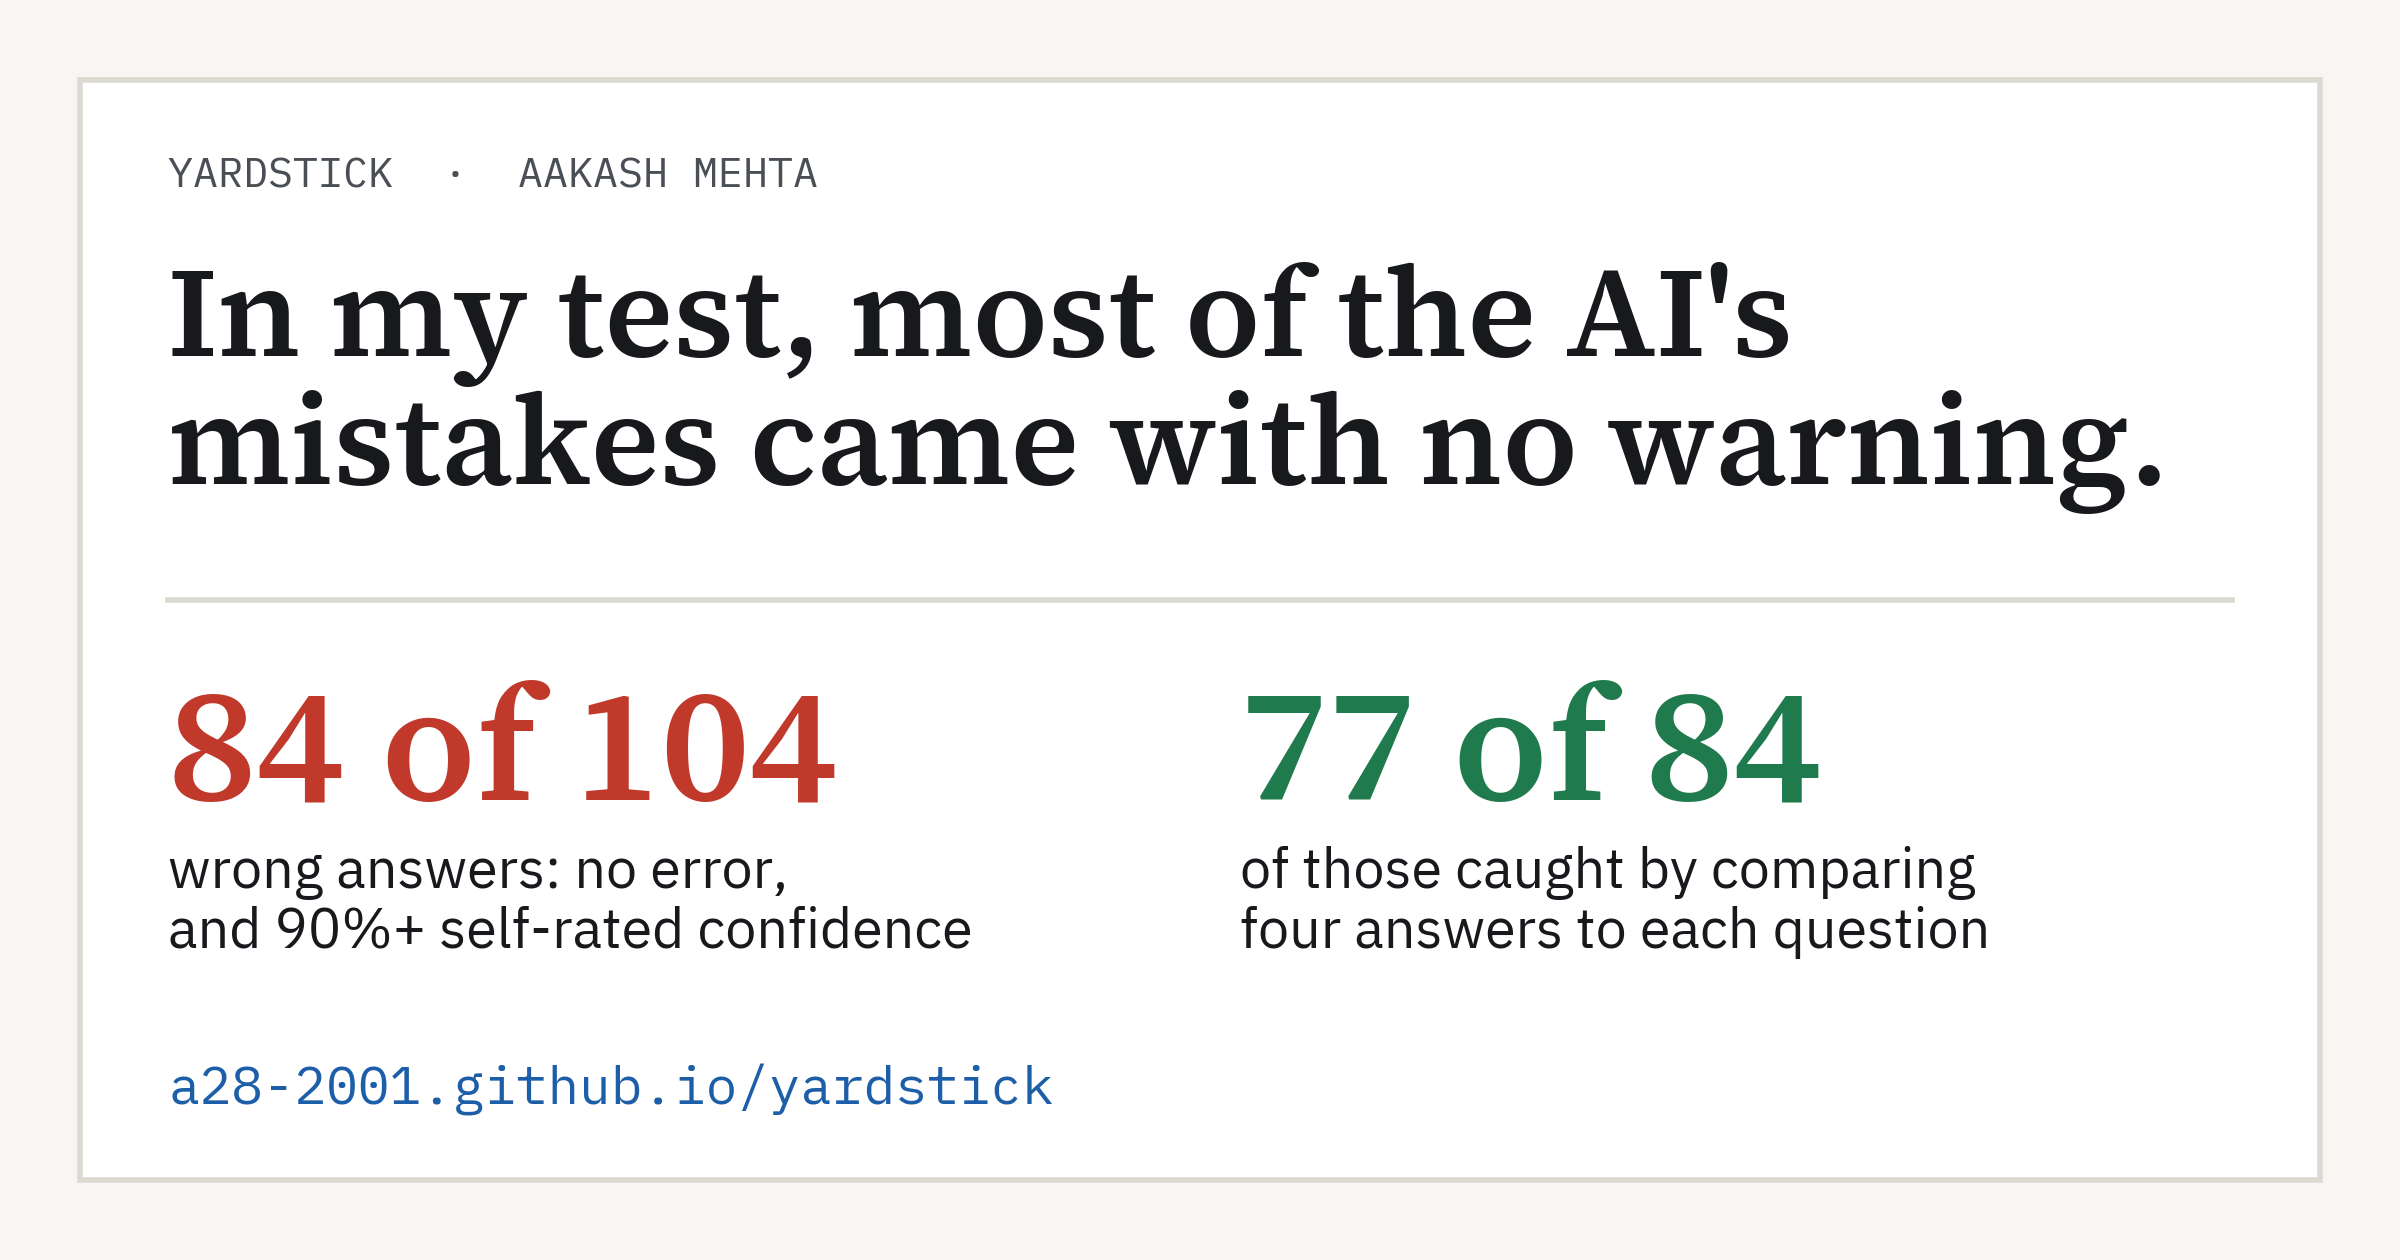 YARDSTICK · AAKASH MEHTA
In my test, most of the AI's
mistakes came with no warning.
84 of 104
wrong answers: no error,
and 90%+ self-rated confidence
77 of 84
of those caught by comparing
four answers to each question
a28-2001.github.io/yardstick